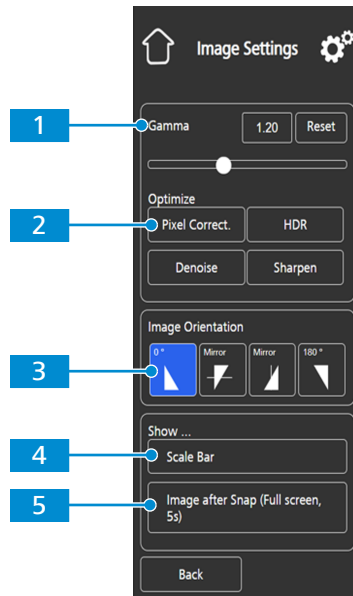 Image Settings
1
Gamma
1.20
Reset
Optimize
2
Pixel Correct.
HDR
Denoise
Sharpen
Image Orientation
3
0°
Mirror
Mirror
180°
Show ...
4
Scale Bar
5
Image after Snap (Full screen,
5s)
Back